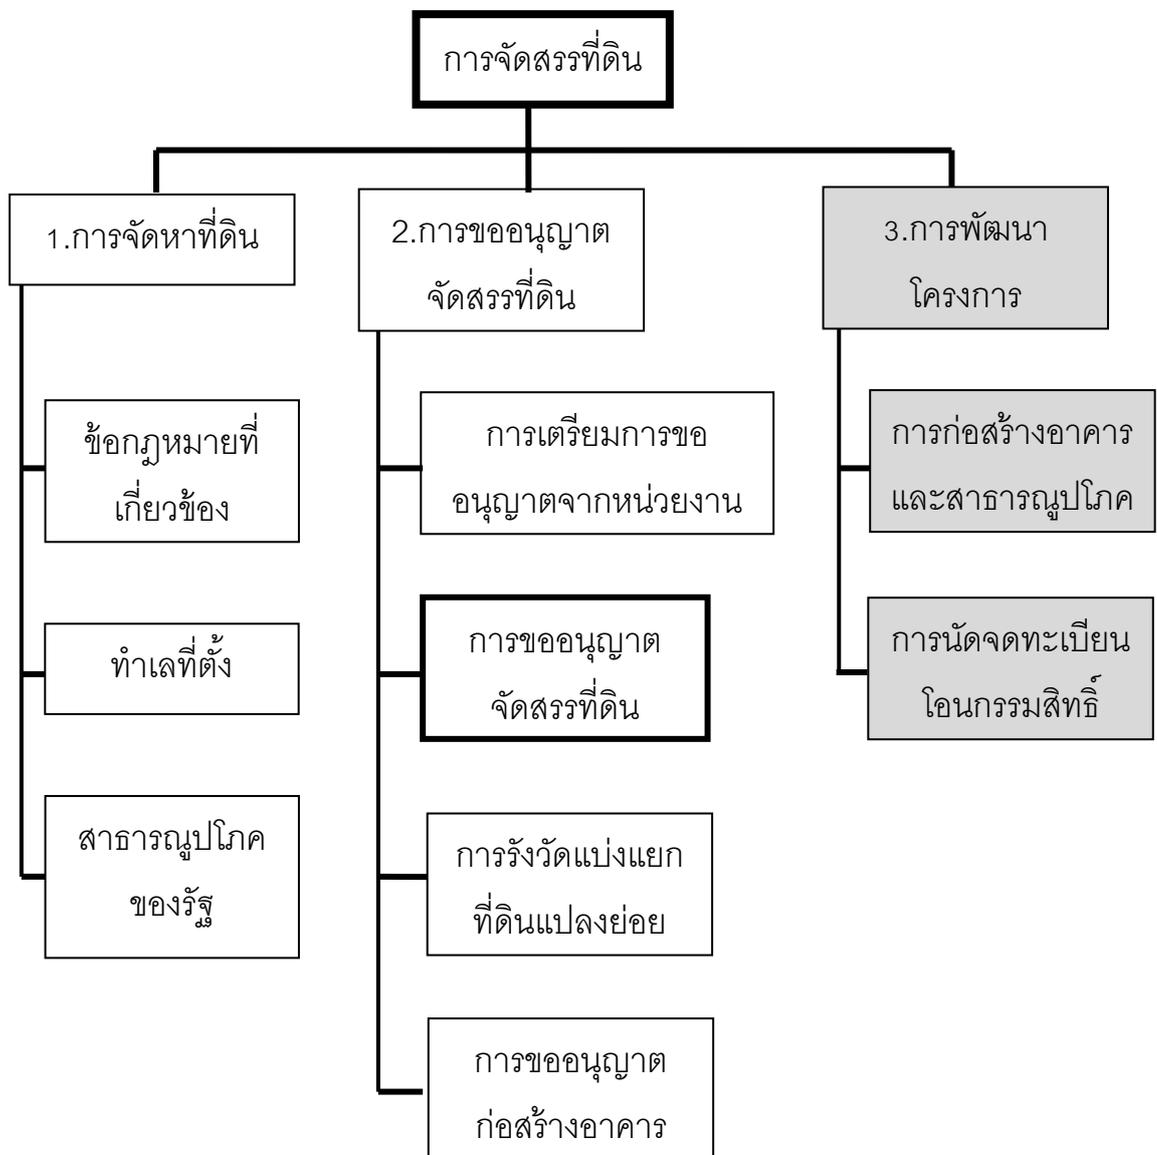 การจัดสรรที่ดิน
1.การจัดหาที่ดิน
ข้อกฎหมายที่
เกี่ยวข้อง
ทำเลที่ตั้ง
สาธารณูปโภค
ของรัฐ
2.การขออนุญาต
จัดสรรที่ดิน
การเตรียมการขอ
อนุญาตจากหน่วยงาน
การขออนุญาต
จัดสรรที่ดิน
การรังวัดแบ่งแยก
ที่ดินแปลงย่อย
การขออนุญาต
ก่อสร้างอาคาร
3.การพัฒนา
โครงการ
การก่อสร้างอาคาร
และสาธารณูปโภค
การนัดจดทะเบียน
โอนกรรมสิทธิ์